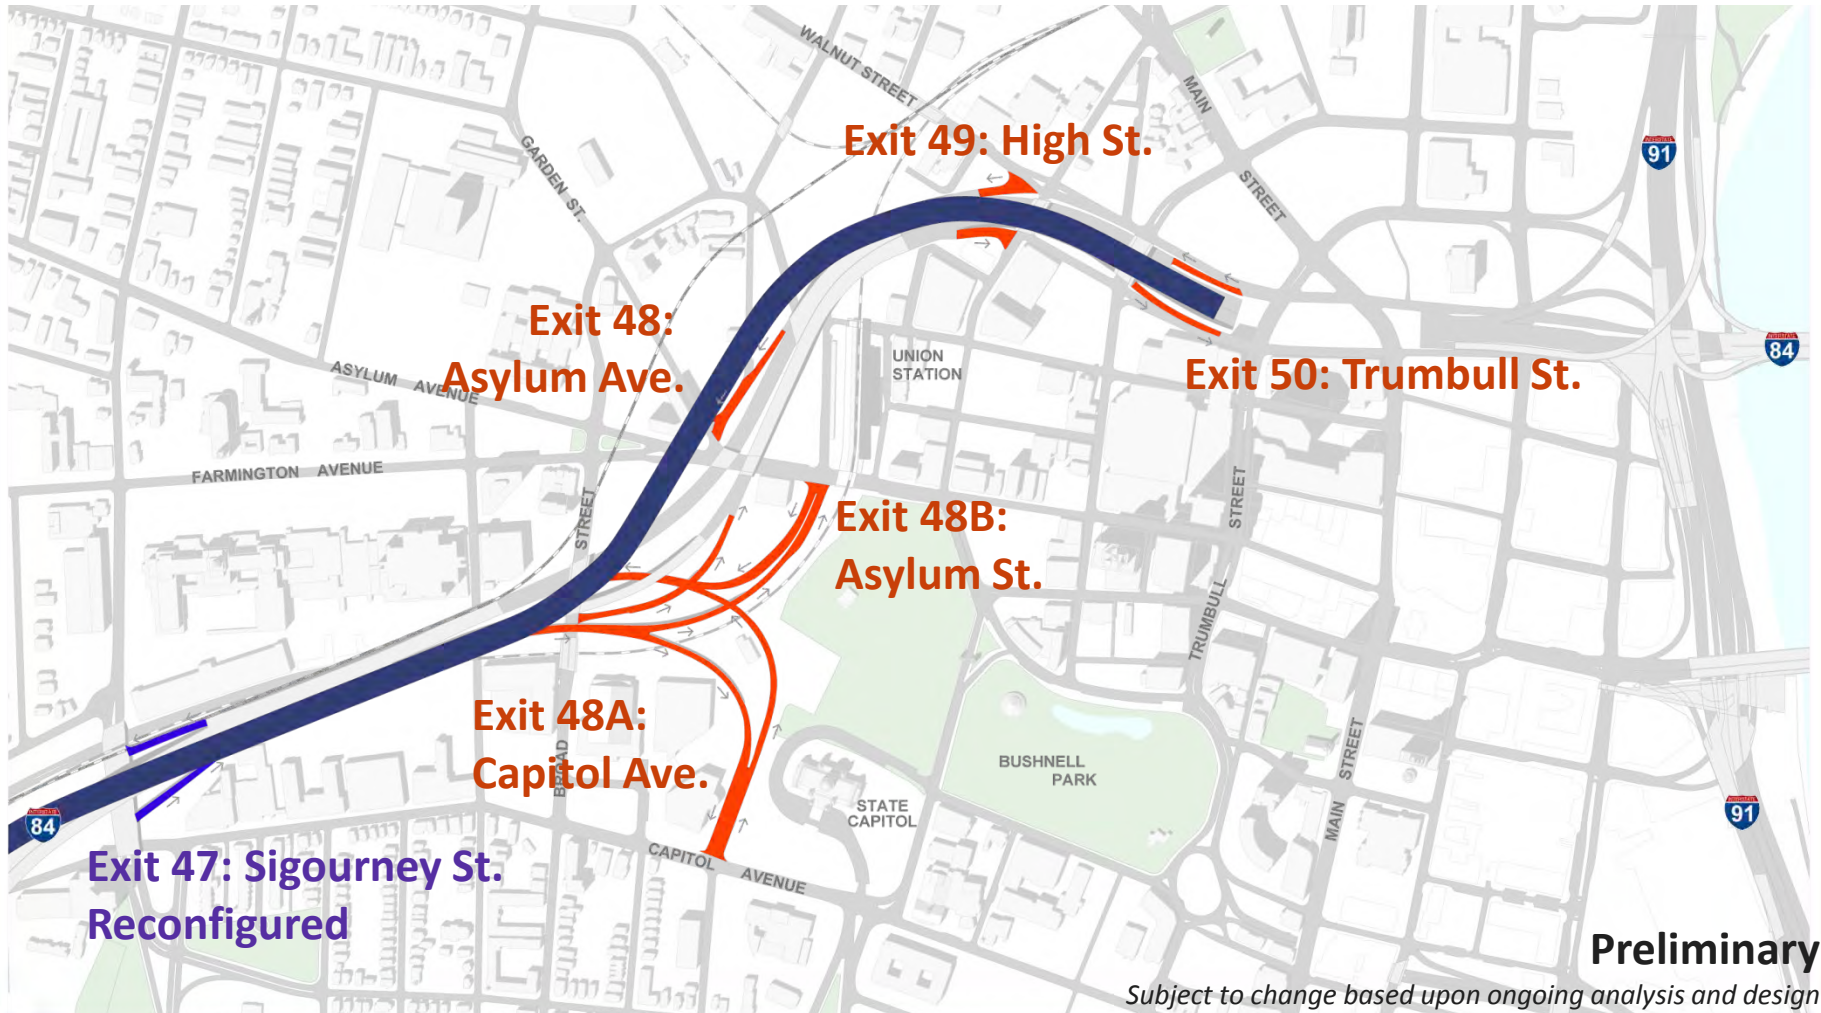 WALNUT STREET
MAIN
STREET
GARDEN ST.
Exit 49: High St.
INTERSTATE
91
Exit 48:
Asylum Ave.
UNION
STATION
84
Exit 50: Trumbull St.
ASYLUM AVENUE
FARMINGTON AVENUE
STREET
STREET
Exit 48B:
Asylum St.
TRUMBULL
Exit 48A:
Capitol Ave.
BROAD
BUSHNELL
PARK
STREET
MAIN
STATE
CAPITOL
91
84
CAPITOL AVENUE
Exit 47: Sigourney St.
Reconfigured
Preliminary
Subject to change based upon ongoing analysis and design